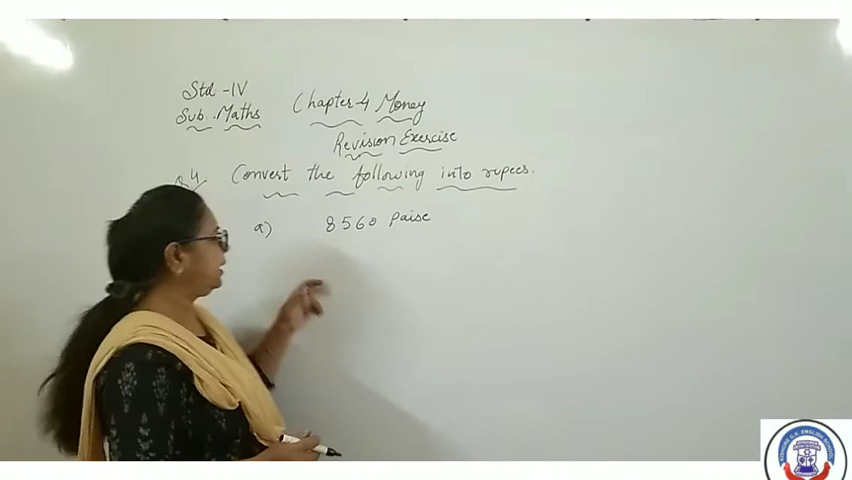 Std - IV
Sub. Maths
Chapter-4 Money
Revision Exercise
Q4 Convert the following into rupees.
a) 8560 Paise